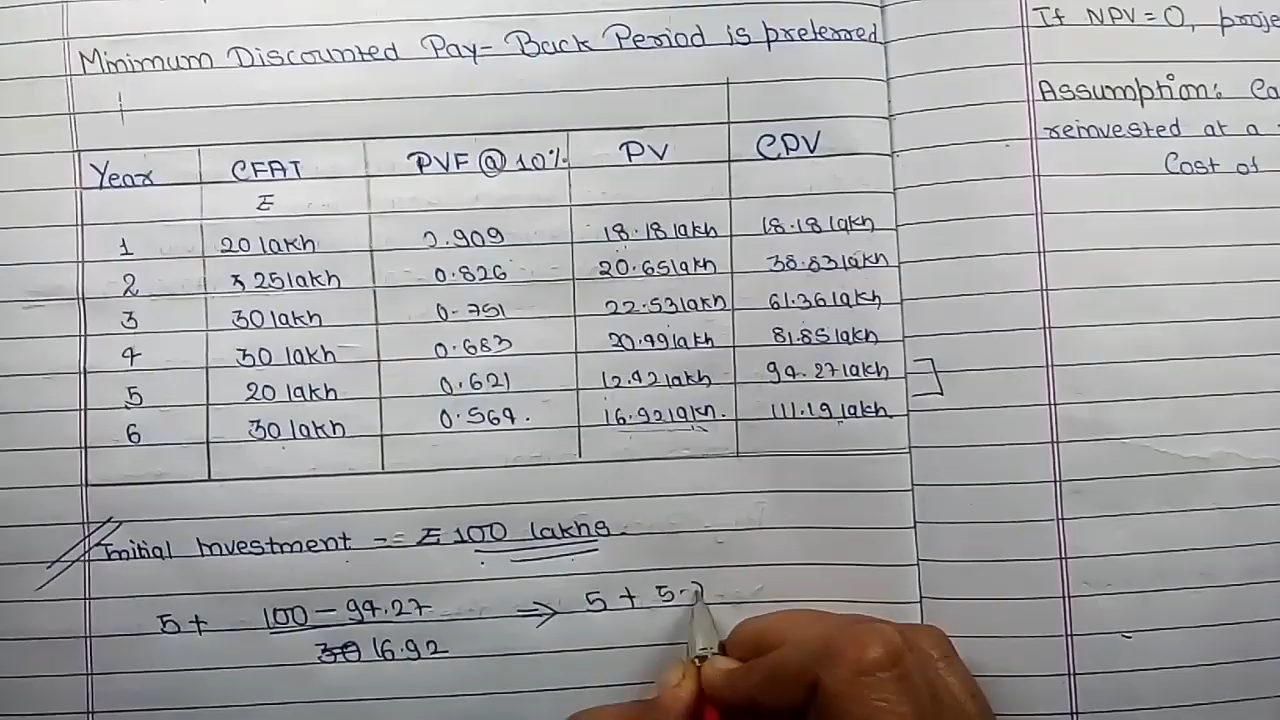 Minimum Discounted Pay-Back Period is preferred
Year CFAT PVF @ 10% PV CPV
₹
1 20 lakh 0.909 18.18 lakh 18.18 lakh
2 25 lakh 0.826 20.65 lakh 38.83 lakh
3 30 lakh 0.751 22.53 lakh 61.36 lakh
4 30 lakh 0.683 20.49 lakh 81.85 lakh
5 20 lakh 0.621 12.42 lakh 94.27 lakh
6 30 lakh 0.564. 16.92 lakh. 111.19 lakh
Initial Investment = ₹ 100 lakhs.
5 + 100 - 94.27 ⇒ 5 + 5.
16.92
If NPV = 0, proje
Assumption: Ca
reinvested at a
Cost of